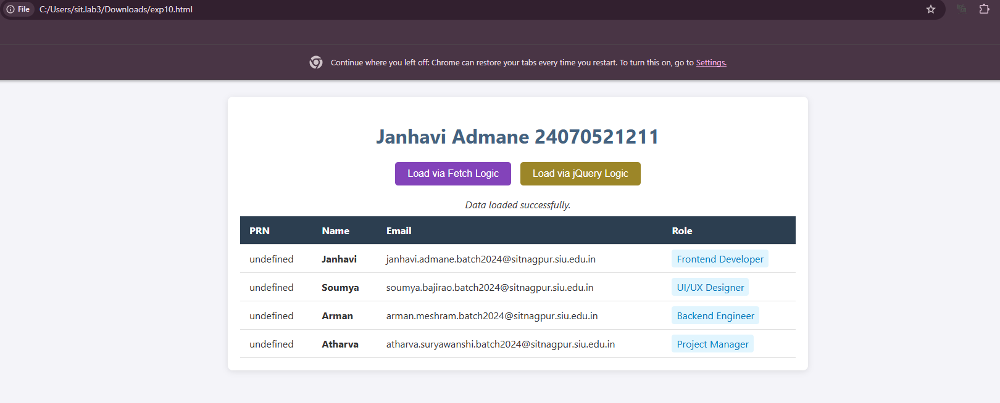 File C:/Users/sit.lab3/Downloads/exp10.html
Continue where you left off: Chrome can restore your tabs every time you restart. To turn this on, go to Settings.
Janhavi Admane 24070521211
Load via Fetch Logic Load via jQuery Logic
Data loaded successfully.
PRN Name Email Role
undefined Janhavi janhavi.admane.batch2024@sitnagpur.siu.edu.in Frontend Developer
undefined Soumya soumya.bajirao.batch2024@sitnagpur.siu.edu.in UI/UX Designer
undefined Arman arman.meshram.batch2024@sitnagpur.siu.edu.in Backend Engineer
undefined Atharva atharva.suryawanshi.batch2024@sitnagpur.siu.edu.in Project Manager